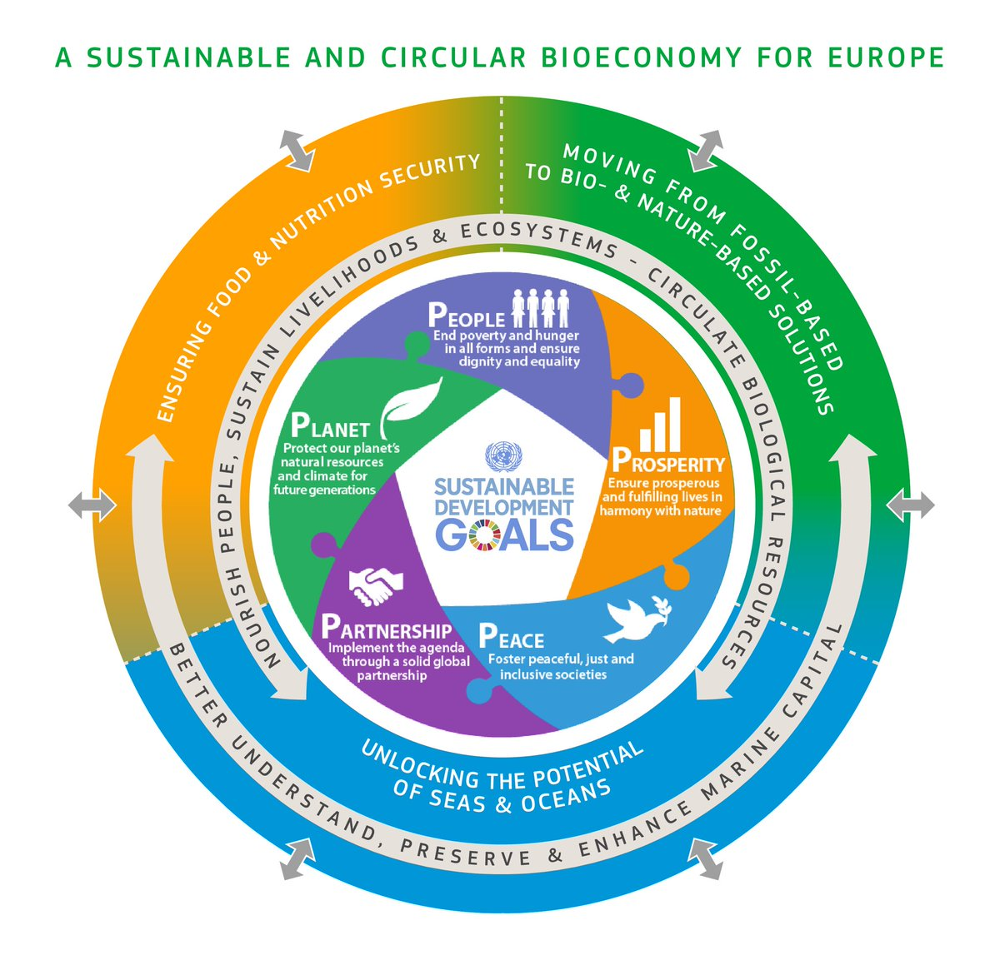 A SUSTAINABLE AND CIRCULAR BIOECONOMY FOR EUROPE
ENSURING FOOD & NUTRITION SECURITY
MOVING FROM FOSSIL-BASED
TO BIO- & NATURE-BASED SOLUTIONS
NOURISH PEOPLE, SUSTAIN LIVELIHOODS & ECOSYSTEMS - CIRCULATE BIOLOGICAL RESOURCES
PEOPLE
End poverty and hunger
in all forms and ensure
dignity and equality
PLANET
Protect our planet's
natural resources
and climate for
future generations
PROSPERITY
Ensure prosperous
and fulfilling lives in
harmony with nature
SUSTAINABLE
DEVELOPMENT
GOALS
PARTNERSHIP
Implement the agenda
through a solid global
partnership
PEACE
Foster peaceful, just and
inclusive societies
UNLOCKING THE POTENTIAL
OF SEAS & OCEANS
BETTER UNDERSTAND, PRESERVE & ENHANCE MARINE CAPITAL